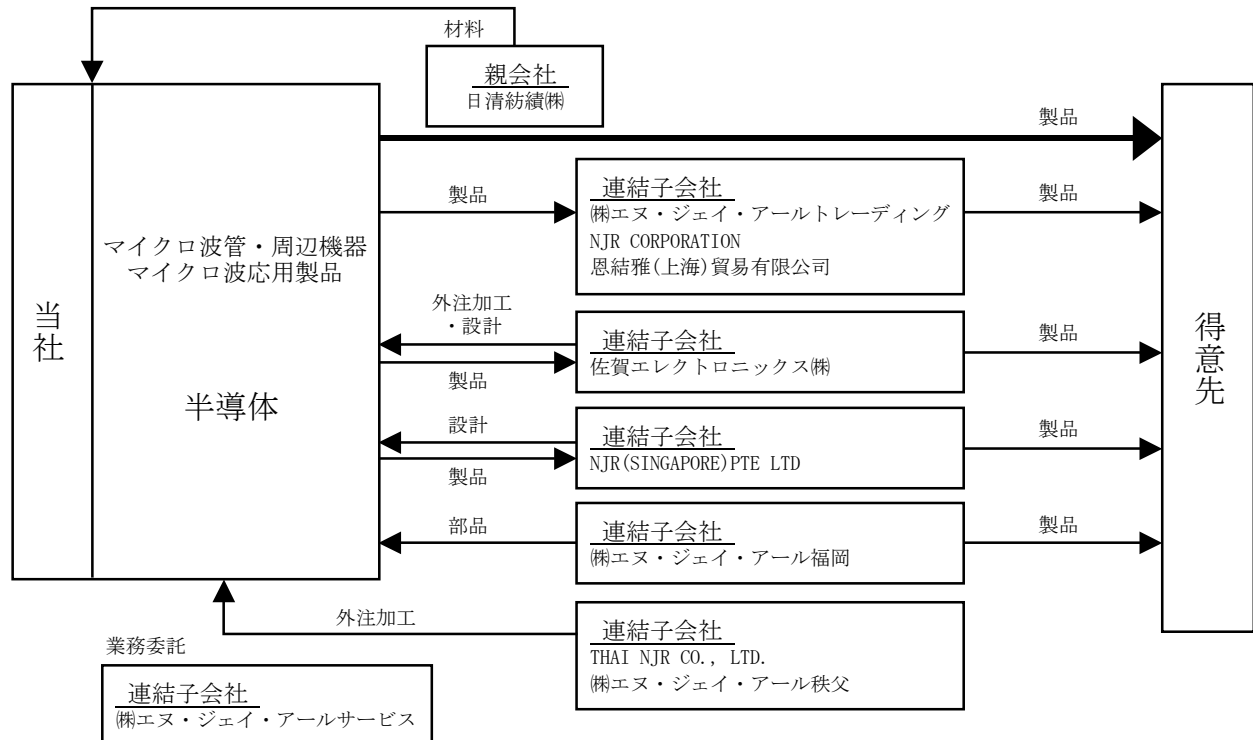 材料
親会社
日清紡績㈱
製品
連結子会社
㈱エヌ・ジェイ・アールトレーディング
NJR CORPORATION
恩結雅(上海)貿易有限公司
製品
製品
マイクロ波管・周辺機器
マイクロ波応用製品
半導体
当社
得意先
外注加工
・設計
製品
連結子会社
佐賀エレクトロニックス㈱
製品
設計
製品
連結子会社
NJR(SINGAPORE)PTE LTD
製品
部品
連結子会社
㈱エヌ・ジェイ・アール福岡
製品
外注加工
連結子会社
THAI NJR CO., LTD.
㈱エヌ・ジェイ・アール秩父
業務委託
連結子会社
㈱エヌ・ジェイ・アールサービス